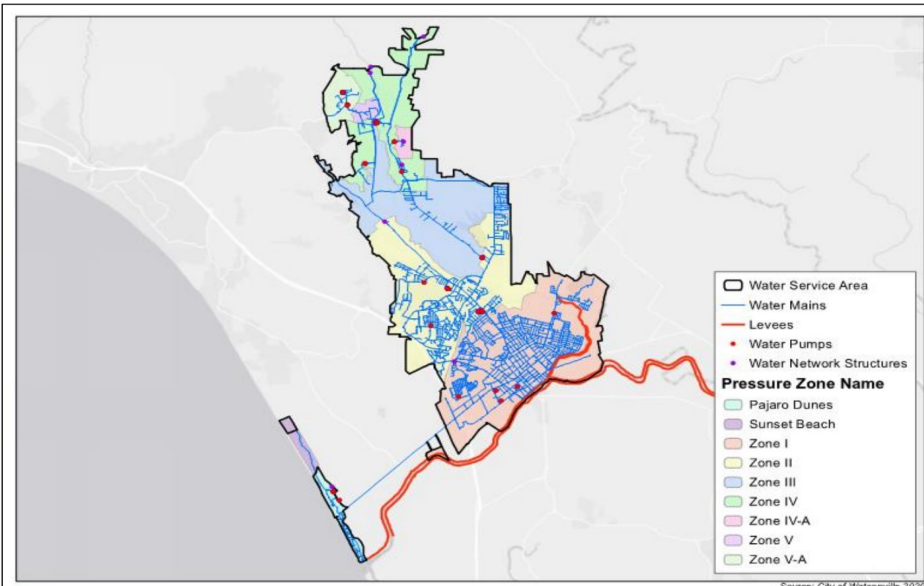 Water Service Area
Water Mains
Levees
Water Pumps
Water Network Structures
Pressure Zone Name
Pajaro Dunes
Sunset Beach
Zone I
Zone II
Zone III
Zone IV
Zone IV-A
Zone V
Zone V-A
Source: City of Watsonville